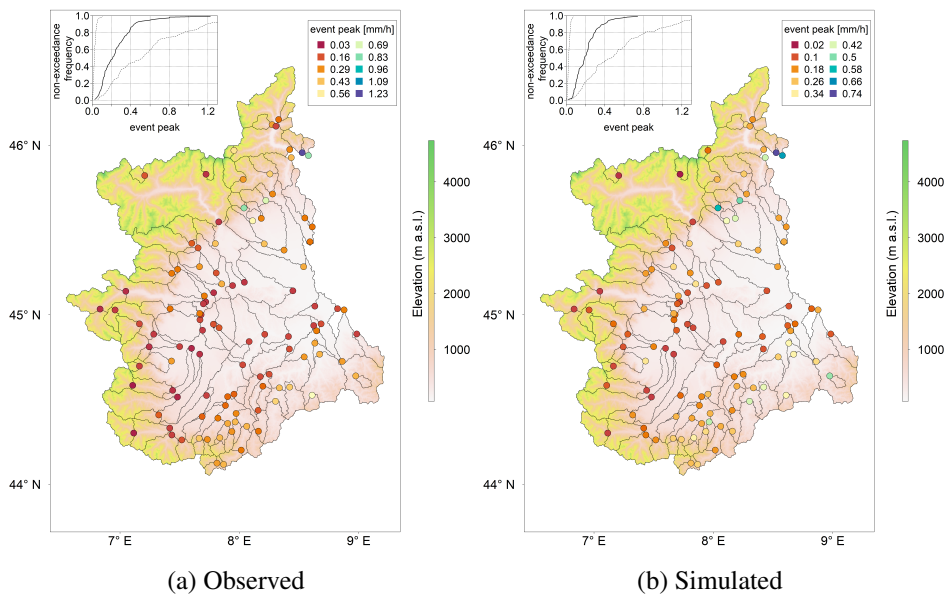 non-exceedance
frequency
1.0
0.8
0.6
0.4
0.2
0.0
0.0 0.4 0.8 1.2
event peak
event peak [mm/h]
0.03 0.69
0.16 0.83
0.29 0.96
0.43 1.09
0.56 1.23
46° N
45° N
44° N
7° E 8° E 9° E
Elevation (m a.s.l.)
4000
3000
2000
1000
(a) Observed
non-exceedance
frequency
1.0
0.8
0.6
0.4
0.2
0.0
0.0 0.4 0.8 1.2
event peak
event peak [mm/h]
0.02 0.42
0.1 0.5
0.18 0.58
0.26 0.66
0.34 0.74
46° N
45° N
44° N
7° E 8° E 9° E
Elevation (m a.s.l.)
4000
3000
2000
1000
(b) Simulated